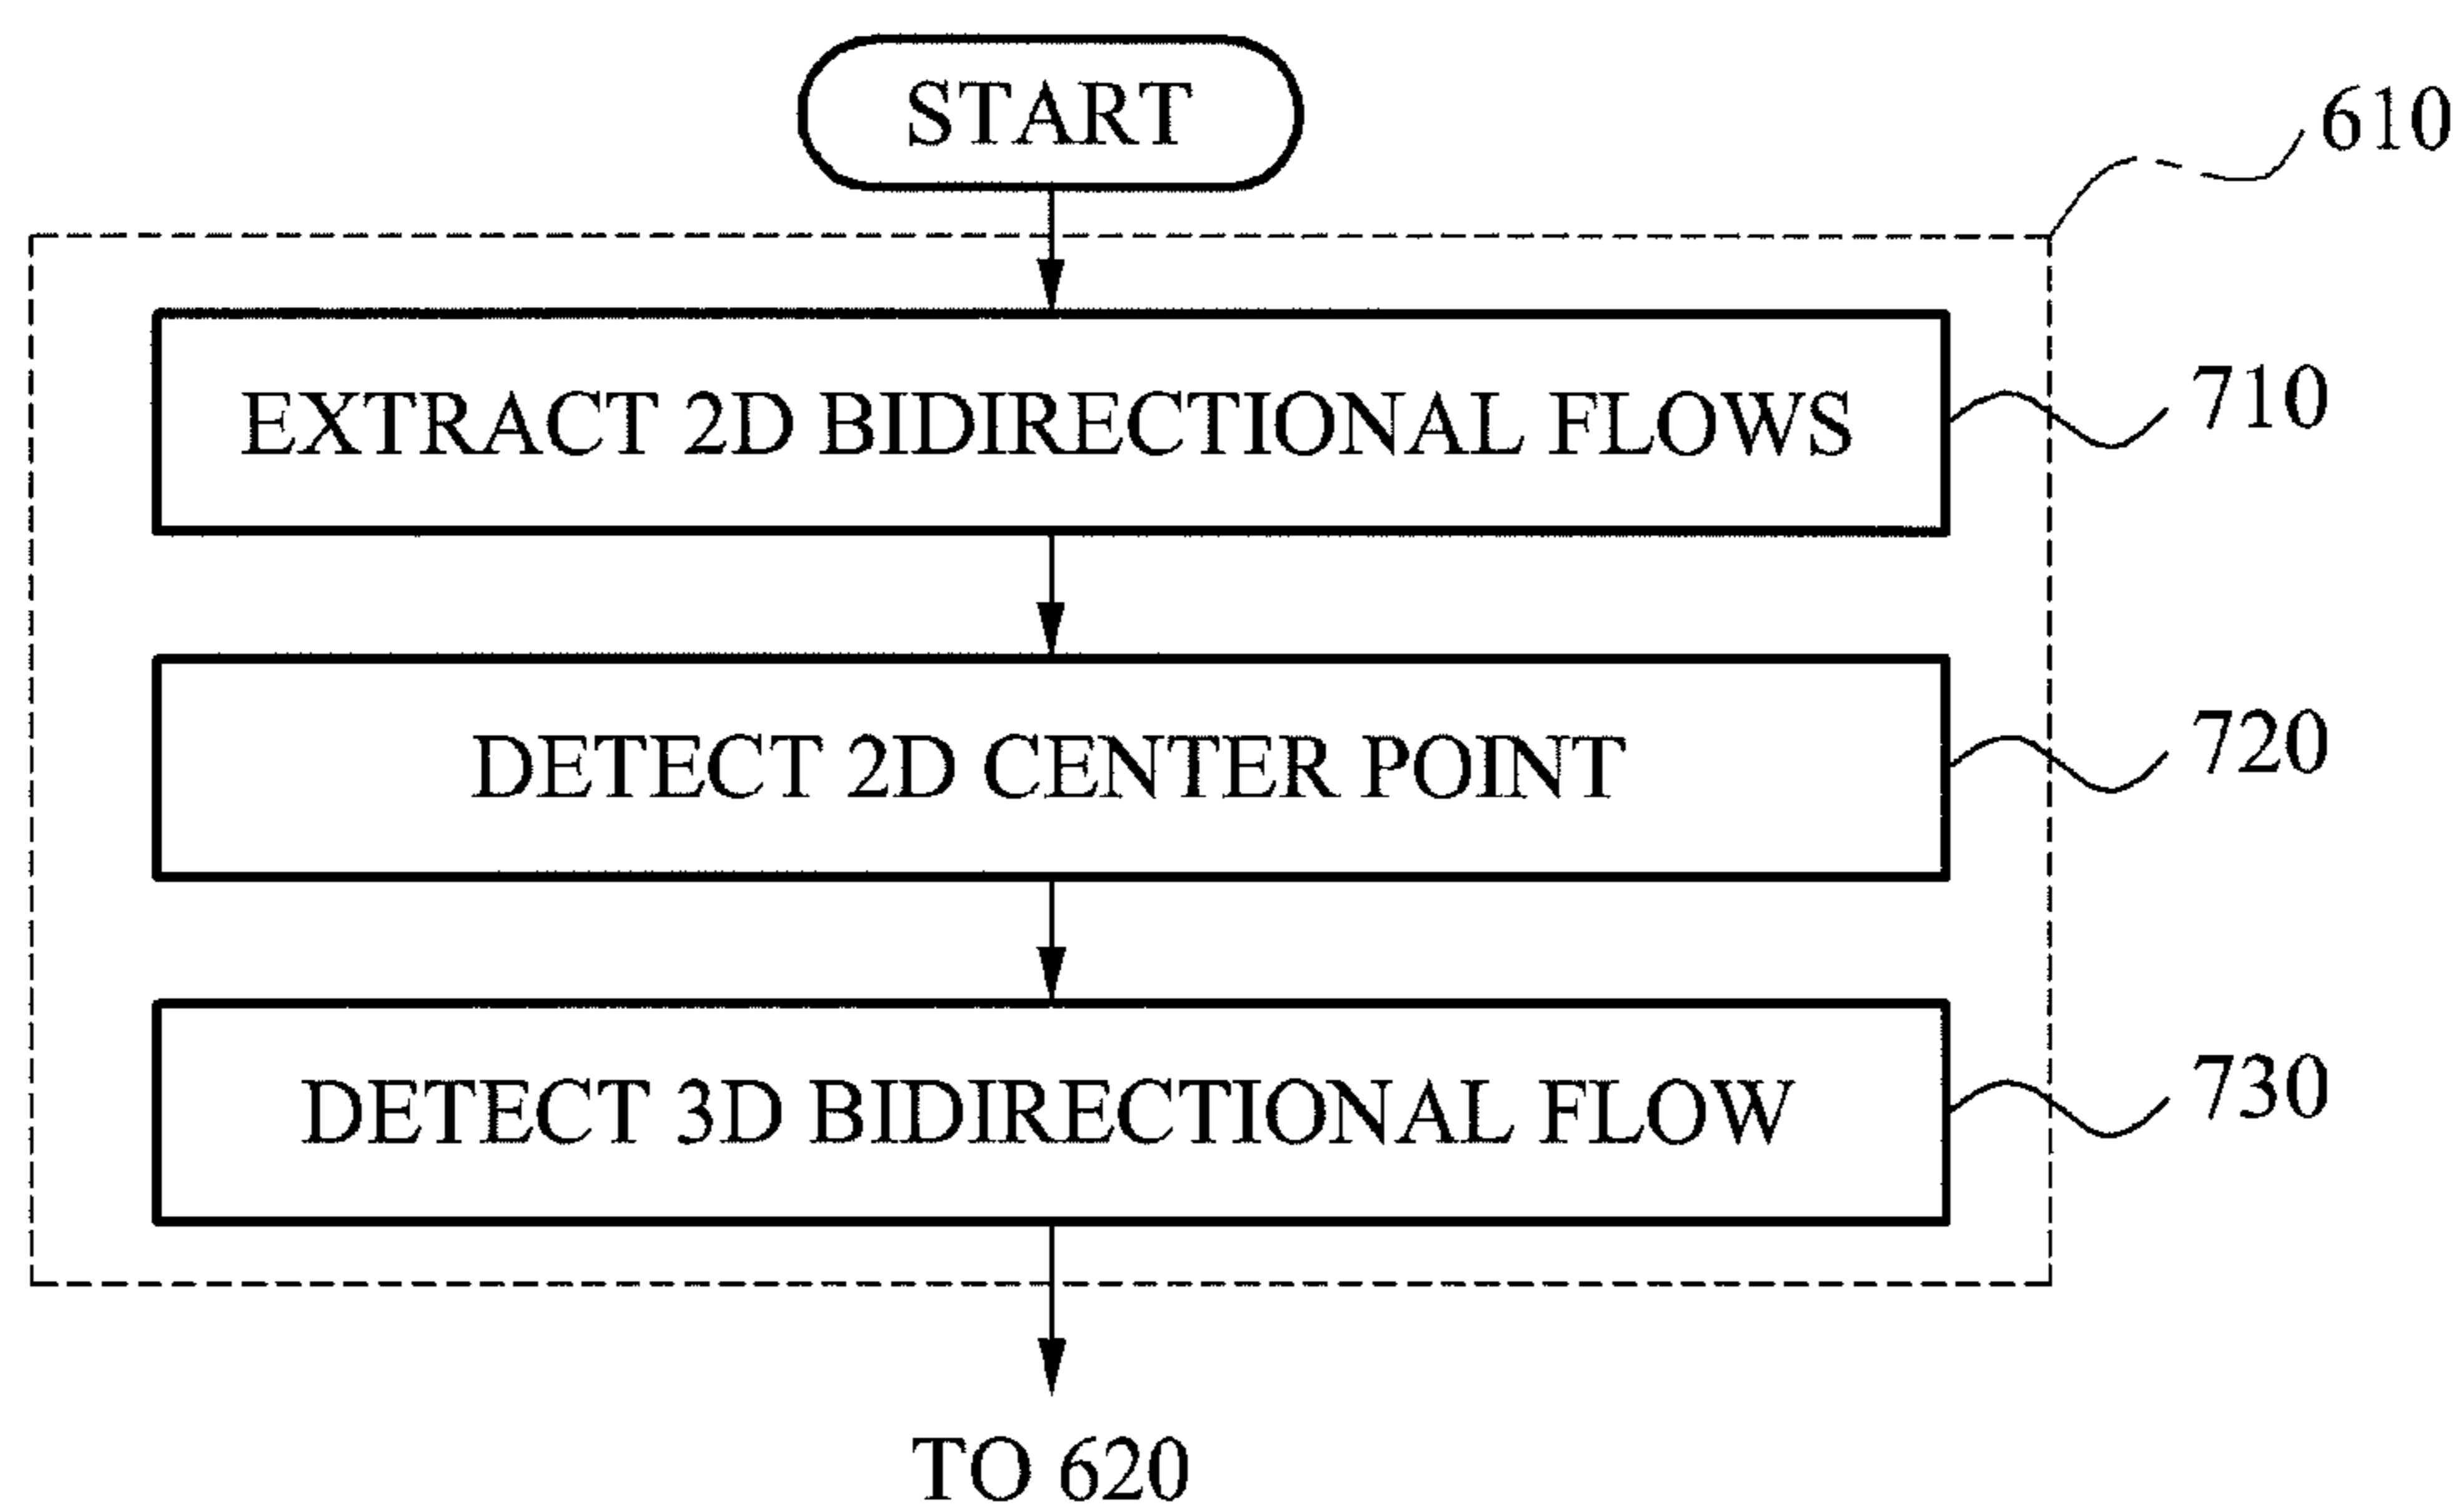 START
610
EXTRACT 2D BIDIRECTIONAL FLOWS
710
DETECT 2D CENTER POINT
720
DETECT 3D BIDIRECTIONAL FLOW
730
TO 620